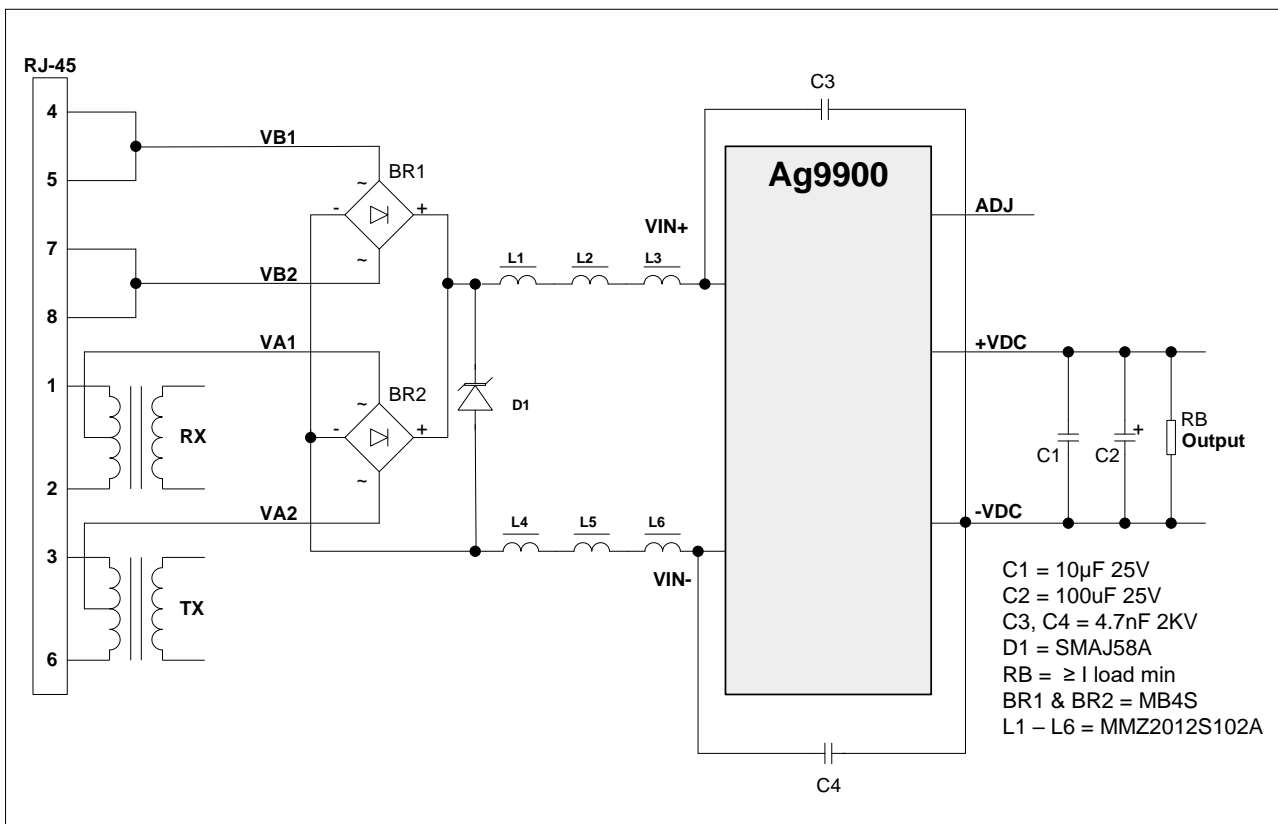 RJ-45
4
5
7
8
1
2
3
6
VB1
VB2
VA1
VA2
RX
TX
~
BR1
-
+
~
~
BR2
-
+
~
D1
L1
L2
L3
VIN+
L4
L5
L6
VIN-
C3
Ag9900
ADJ
+VDC
-VDC
C1
C2
+
RB
Output
C4
C1 = 10µF 25V
C2 = 100uF 25V
C3, C4 = 4.7nF 2KV
D1 = SMAJ58A
RB = ≥ I load min
BR1 & BR2 = MB4S
L1 – L6 = MMZ2012S102A